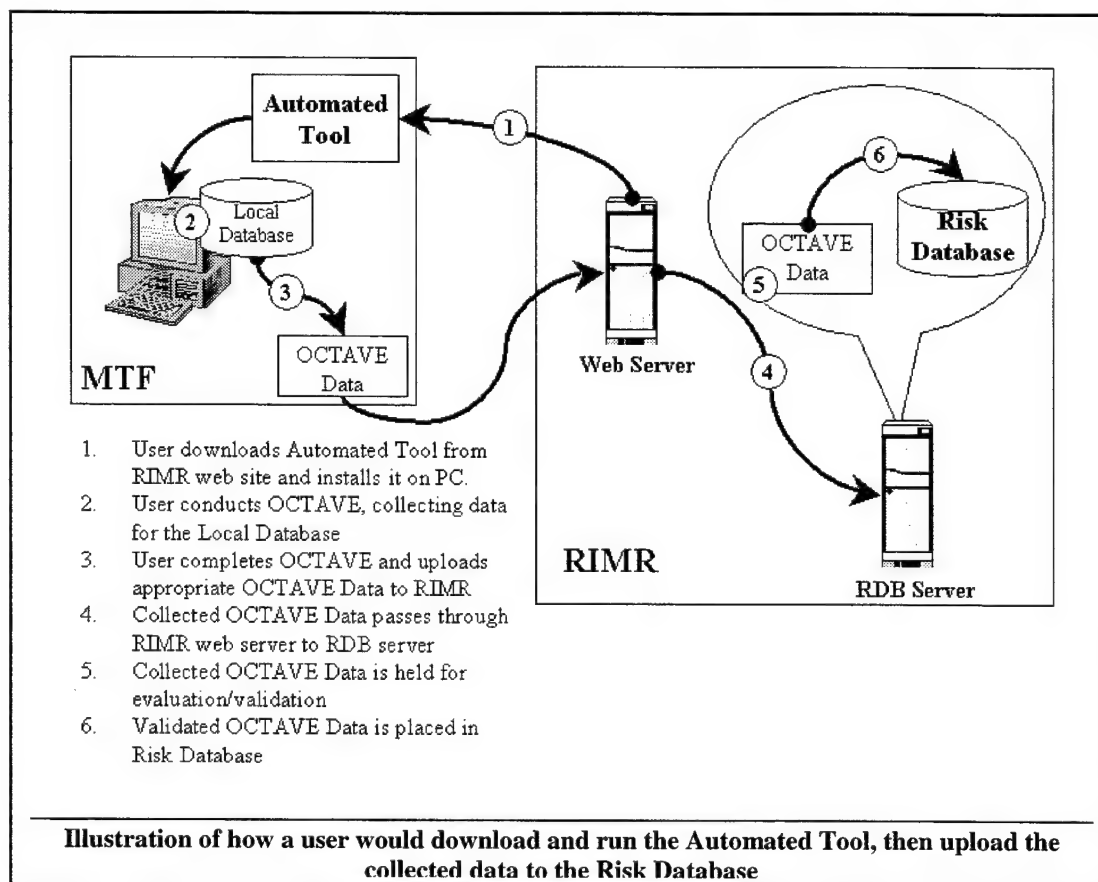 Automated
Tool
1
2
Local
Database
3
OCTAVE
Data
MTF
Web Server
6
OCTAVE
Data
5
Risk
Database
4
RIMR
RDB Server
1. User downloads Automated Tool from
RIMR web site and installs it on PC.
2. User conducts OCTAVE, collecting data
for the Local Database
3. User completes OCTAVE and uploads
appropriate OCTAVE Data to RIMR
4. Collected OCTAVE Data passes through
RIMR web server to RDB server
5. Collected OCTAVE Data is held for
evaluation/validation
6. Validated OCTAVE Data is placed in
Risk Database
Illustration of how a user would download and run the Automated Tool, then upload the
collected data to the Risk Database